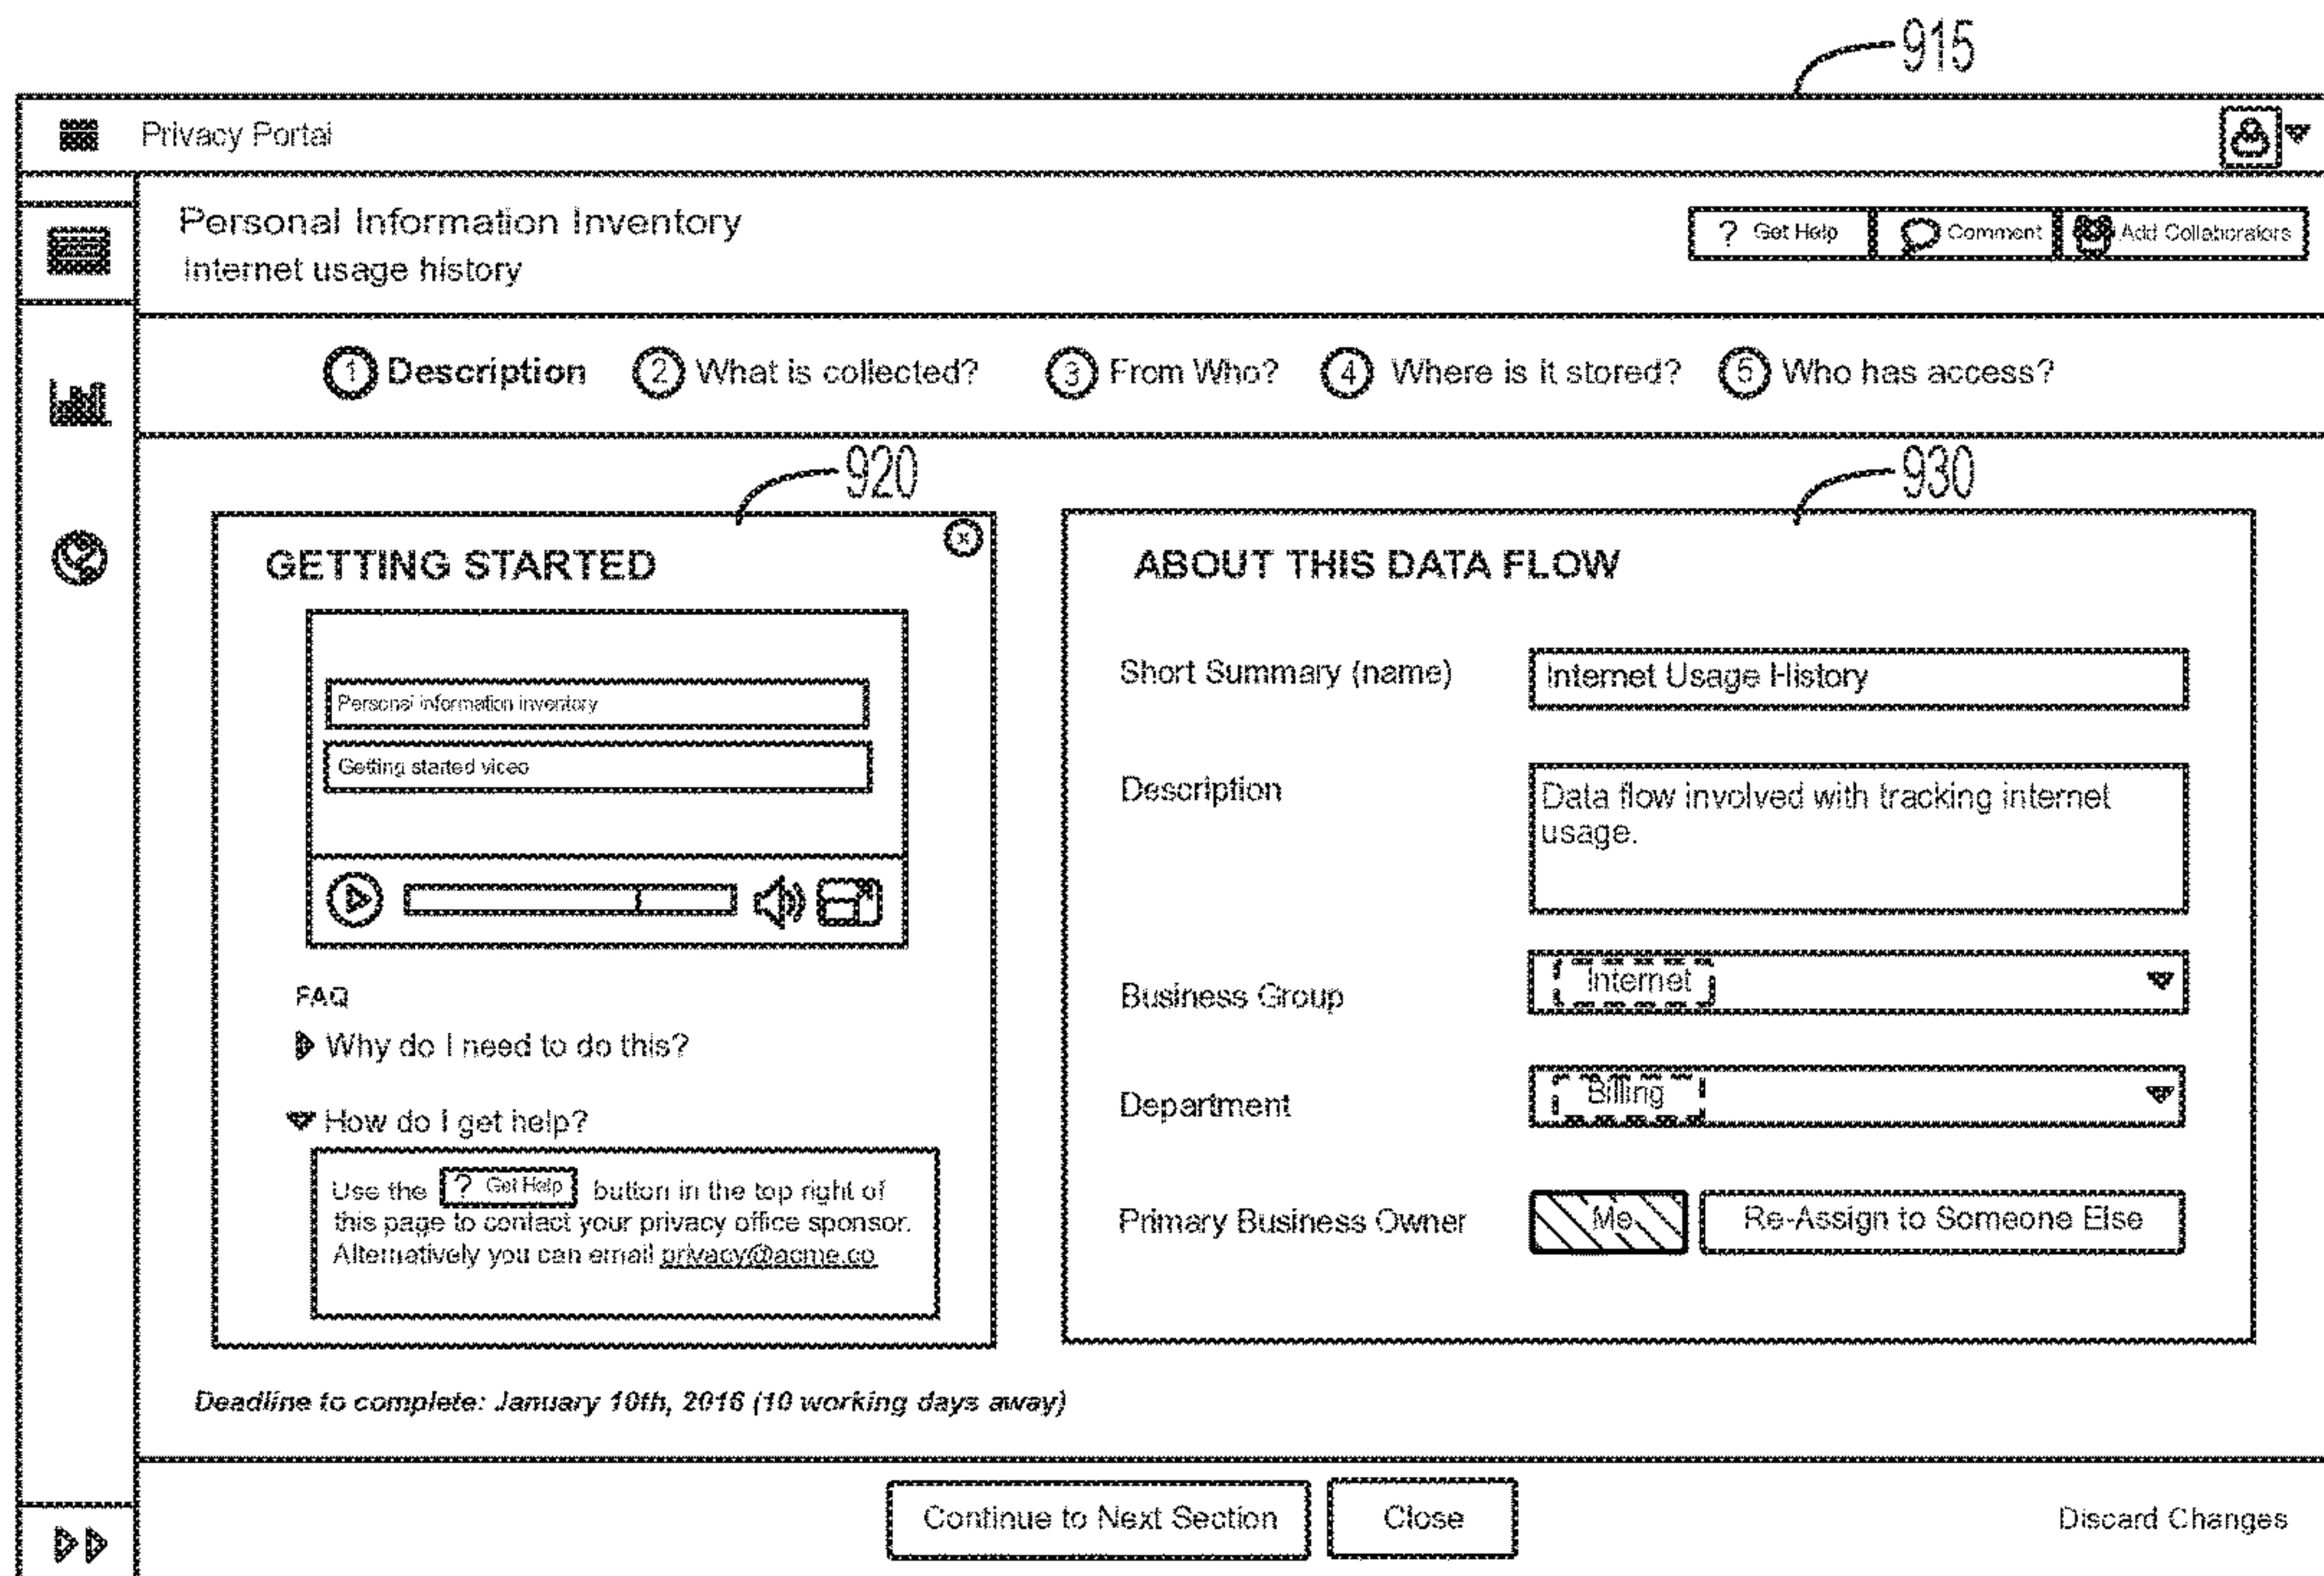 915
Privacy Portal
Personal Information Inventory
Internet usage history
? Get Help
Comment
Add Collaborators
1 Description
2 What is collected?
3 From Who?
4 Where is it stored?
5 Who has access?
920
930
GETTING STARTED
Personal information inventory
Getting started video
FAQ
Why do I need to do this?
How do I get help?
Use the ? Get Help button in the top right of
this page to contact your privacy office sponsor.
Alternatively you can email privacy@acme.co
ABOUT THIS DATA FLOW
Short Summary (name)
Internet Usage History
Description
Data flow involved with tracking internet
usage.
Business Group
Internet
Department
Billing
Primary Business Owner
Me
Re-Assign to Someone Else
Deadline to complete: January 10th, 2016 (10 working days away)
Continue to Next Section
Close
Discard Changes